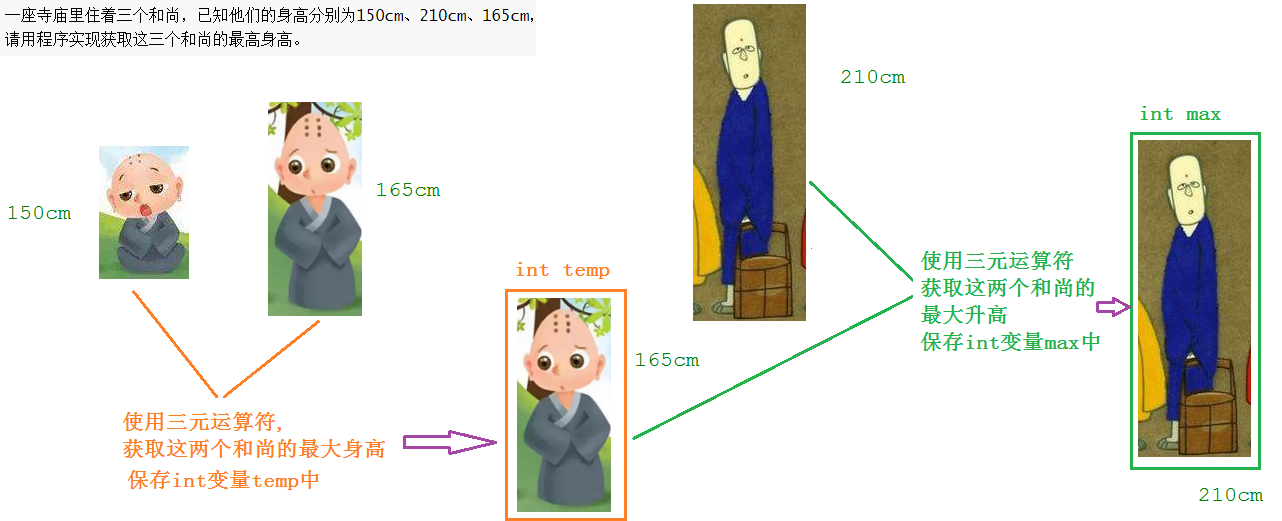 一座寺庙里住着三个和尚，已知他们的身高分别为150cm、210cm、165cm，
请用程序实现获取这三个和尚的最高身高。
150cm
165cm
使用三元运算符,
获取这两个和尚的最大身高
保存int变量temp中
int temp
165cm
210cm
使用三元运算符
获取这两个和尚的
最大升高
保存int变量max中
int max
210cm